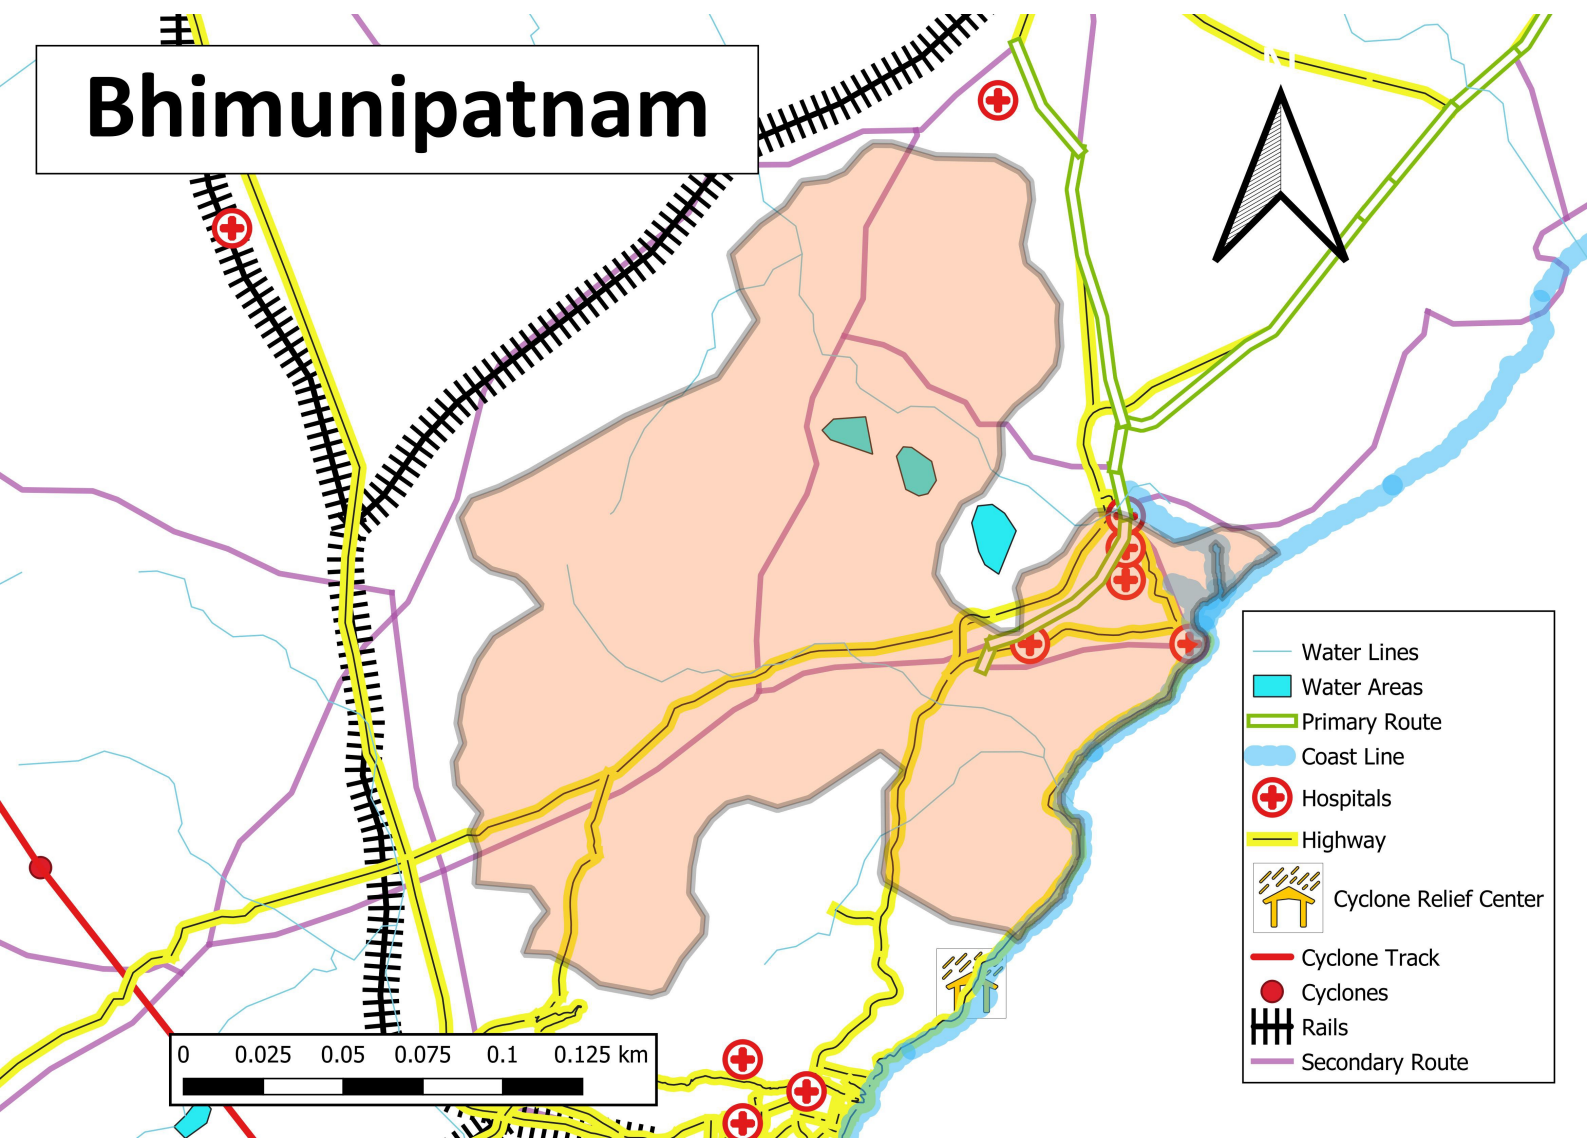 Bhimunipatnam
N
Water Lines
Water Areas
Primary Route
Coast Line
Hospitals
Highway
Cyclone Relief Center
Cyclone Track
Cyclones
Rails
Secondary Route
0 0.025 0.05 0.075 0.1 0.125 km